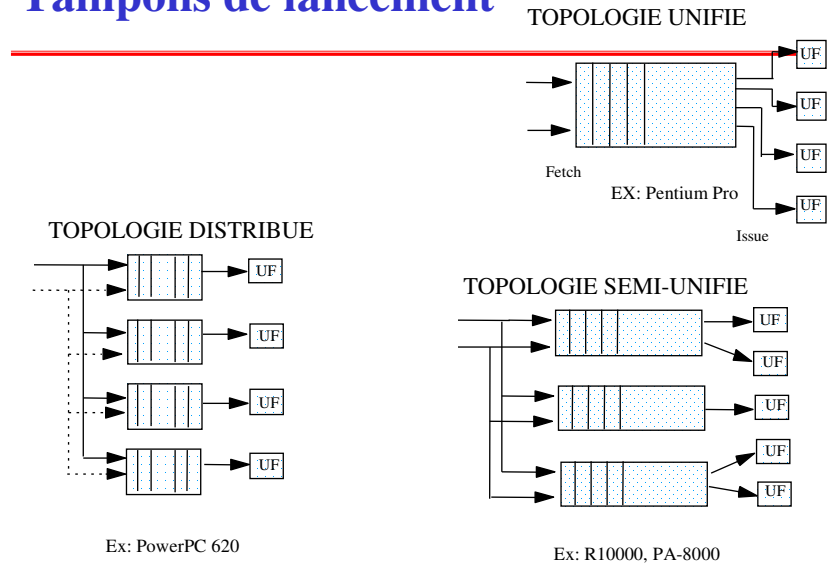 Tampons de lancement
TOPOLOGIE UNIFIE
UF
UF
UF
UF
Fetch
EX: Pentium Pro
Issue
TOPOLOGIE DISTRIBUE
UF
UF
UF
UF
Ex: PowerPC 620
TOPOLOGIE SEMI-UNIFIE
UF
UF
UF
UF
UF
Ex: R10000, PA-8000